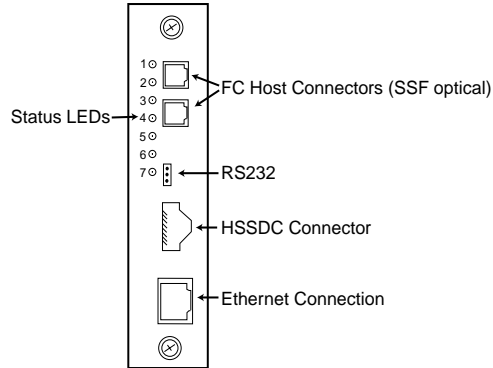 1
2
FC Host Connectors (SSF optical)
3
Status LEDs
4
5
6
7
RS232
HSSDC Connector
Ethernet Connection